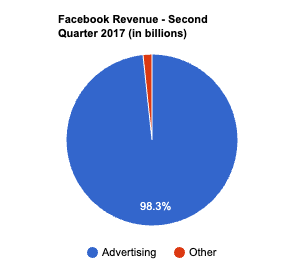 Facebook Revenue - Second
Quarter 2017 (in billions)
98.3%
Advertising
Other